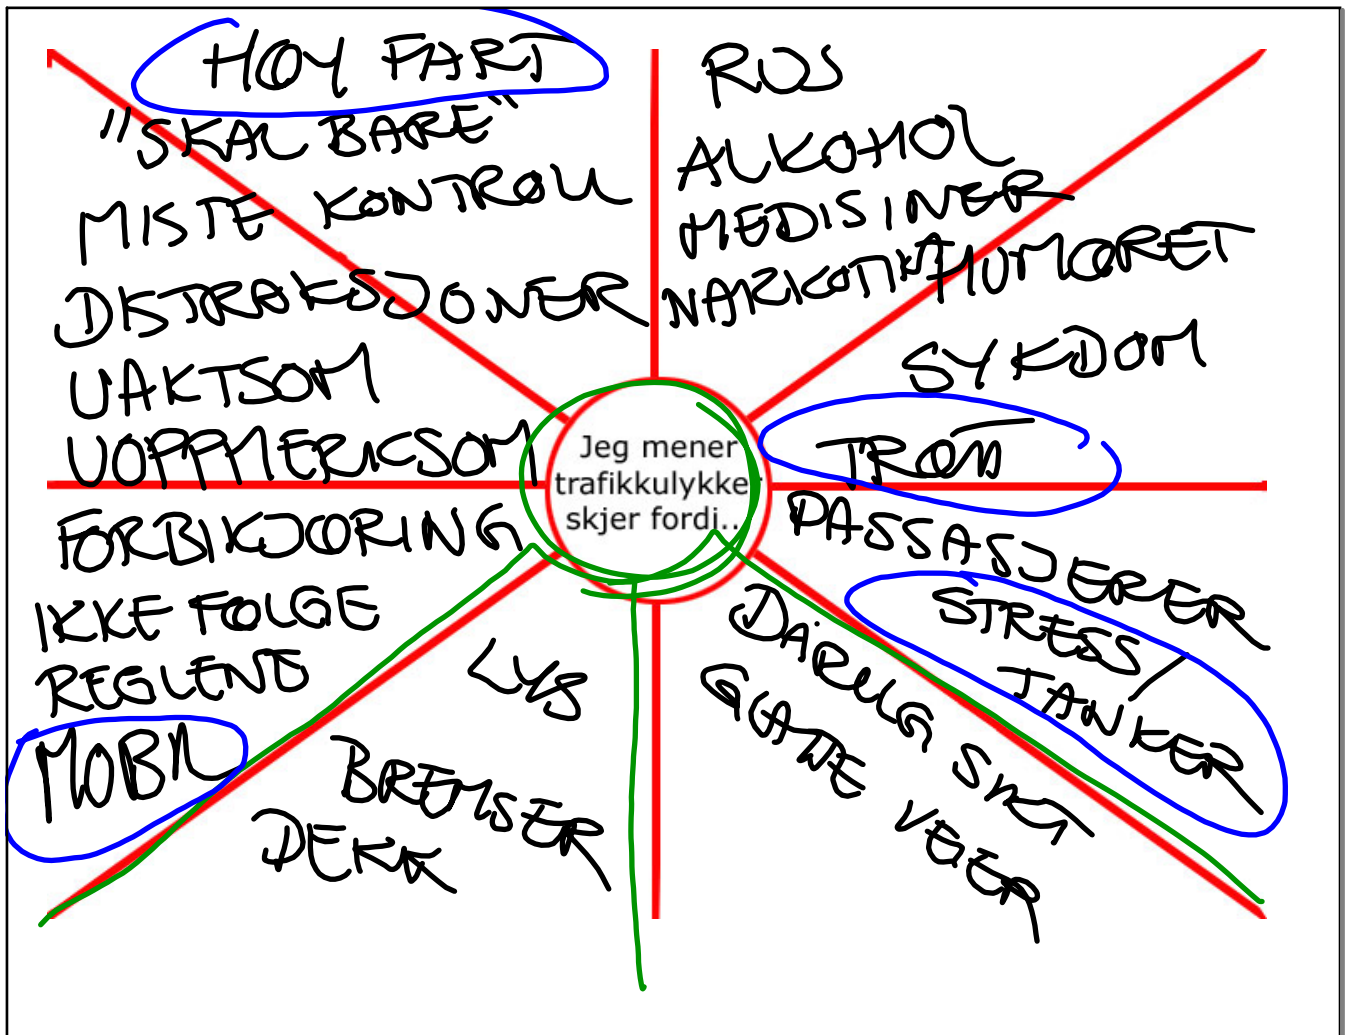 HØY FART
"SKAL BARE"
MISTE KONTROLL
DISTRAKSJONER
UAKTSOM
UOPPMERKSOM
FORBIKJØRING
IKKE FØLGE
REGLENE
MOBIL
RUS
ALKOHOL
MEDISINER
NARKOTIKA
HUMØRET
SYKDOM
TRØTT
Jeg mener
trafikkulykke
skjer fordi..
PASSASJERER
STRESS/
TANKER
DÅRLIG SIKT
GLATTE VEIER
LYS
BREMSER
DEKK